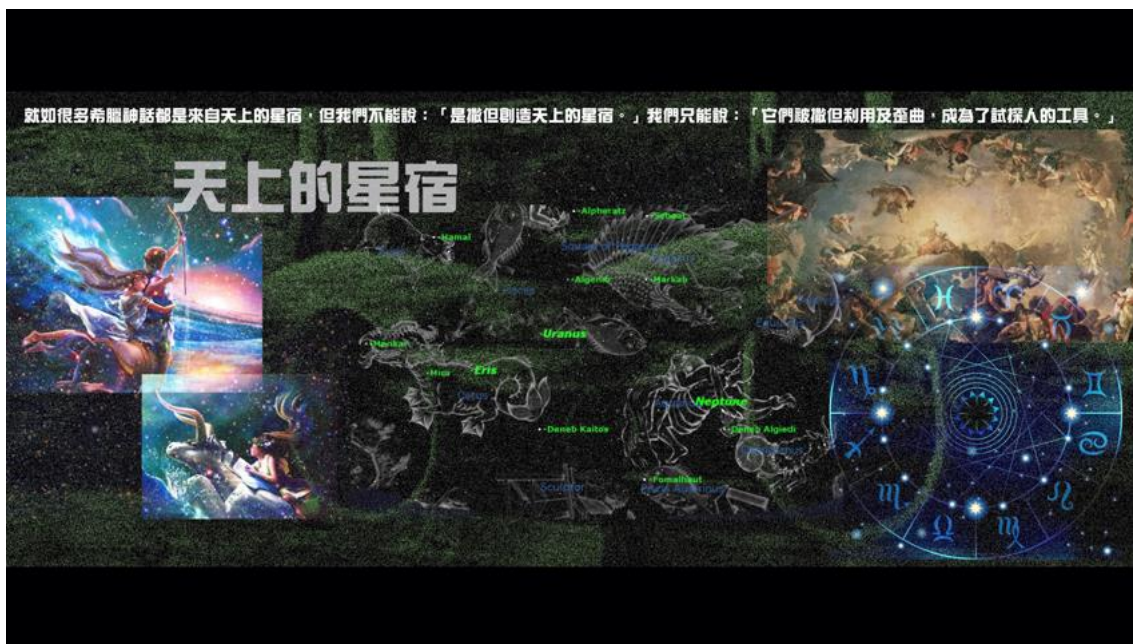 就如很多希臘神話都是來自天上的星宿，但我們不能說：「是撒但創造天上的星宿。」我們只能說：「它們被撒但利用及歪曲，成為了試探人的工具。」
天上的星宿
Alpheratz
Hamal
Markab
Uranus
Menkar
Mira
Eris
Neptune
Deneb Kaitos
Deneb Algiedi
Fomalhaut
Sculptor